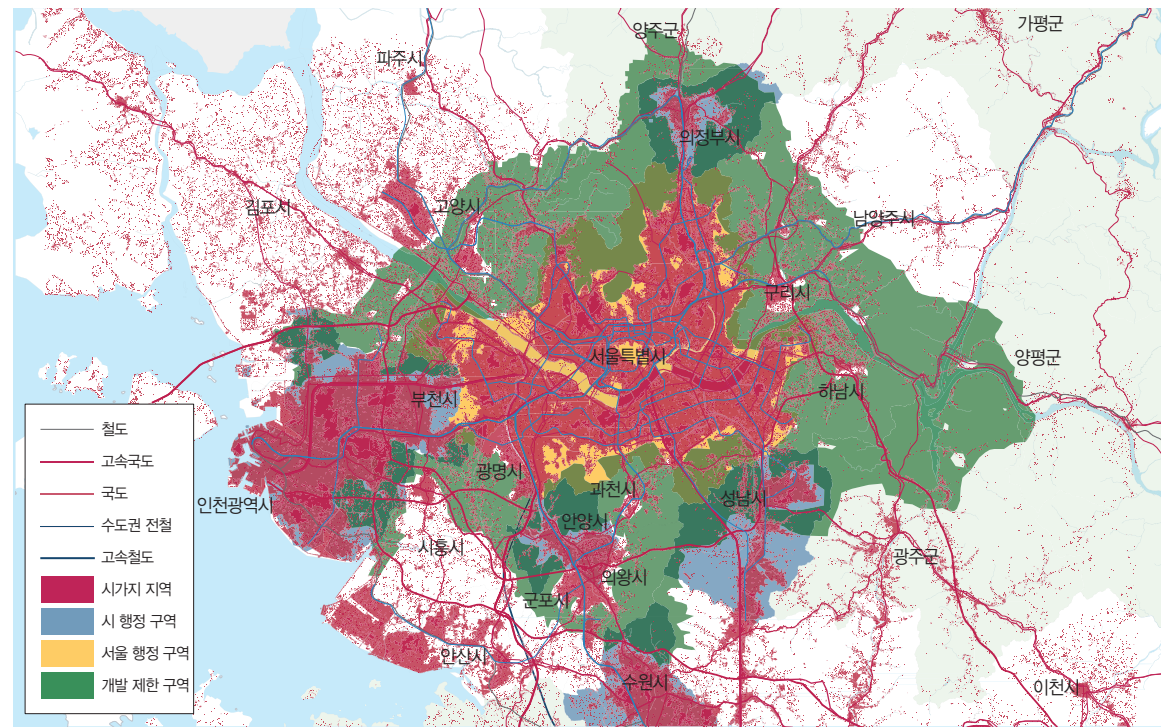 가평군
양주군
파주시
의정부시
김포시
고양시
남양주시
구리시
서울특별시
양평군
하남시
부천시
철도
고속국도
국도
수도권 전철
고속철도
시가지 지역
시 행정 구역
서울 행정 구역
개발 제한 구역
광명시
과천시
성남시
인천광역시
안양시
시흥시
광주군
의왕시
군포시
안산시
수원시
이천시